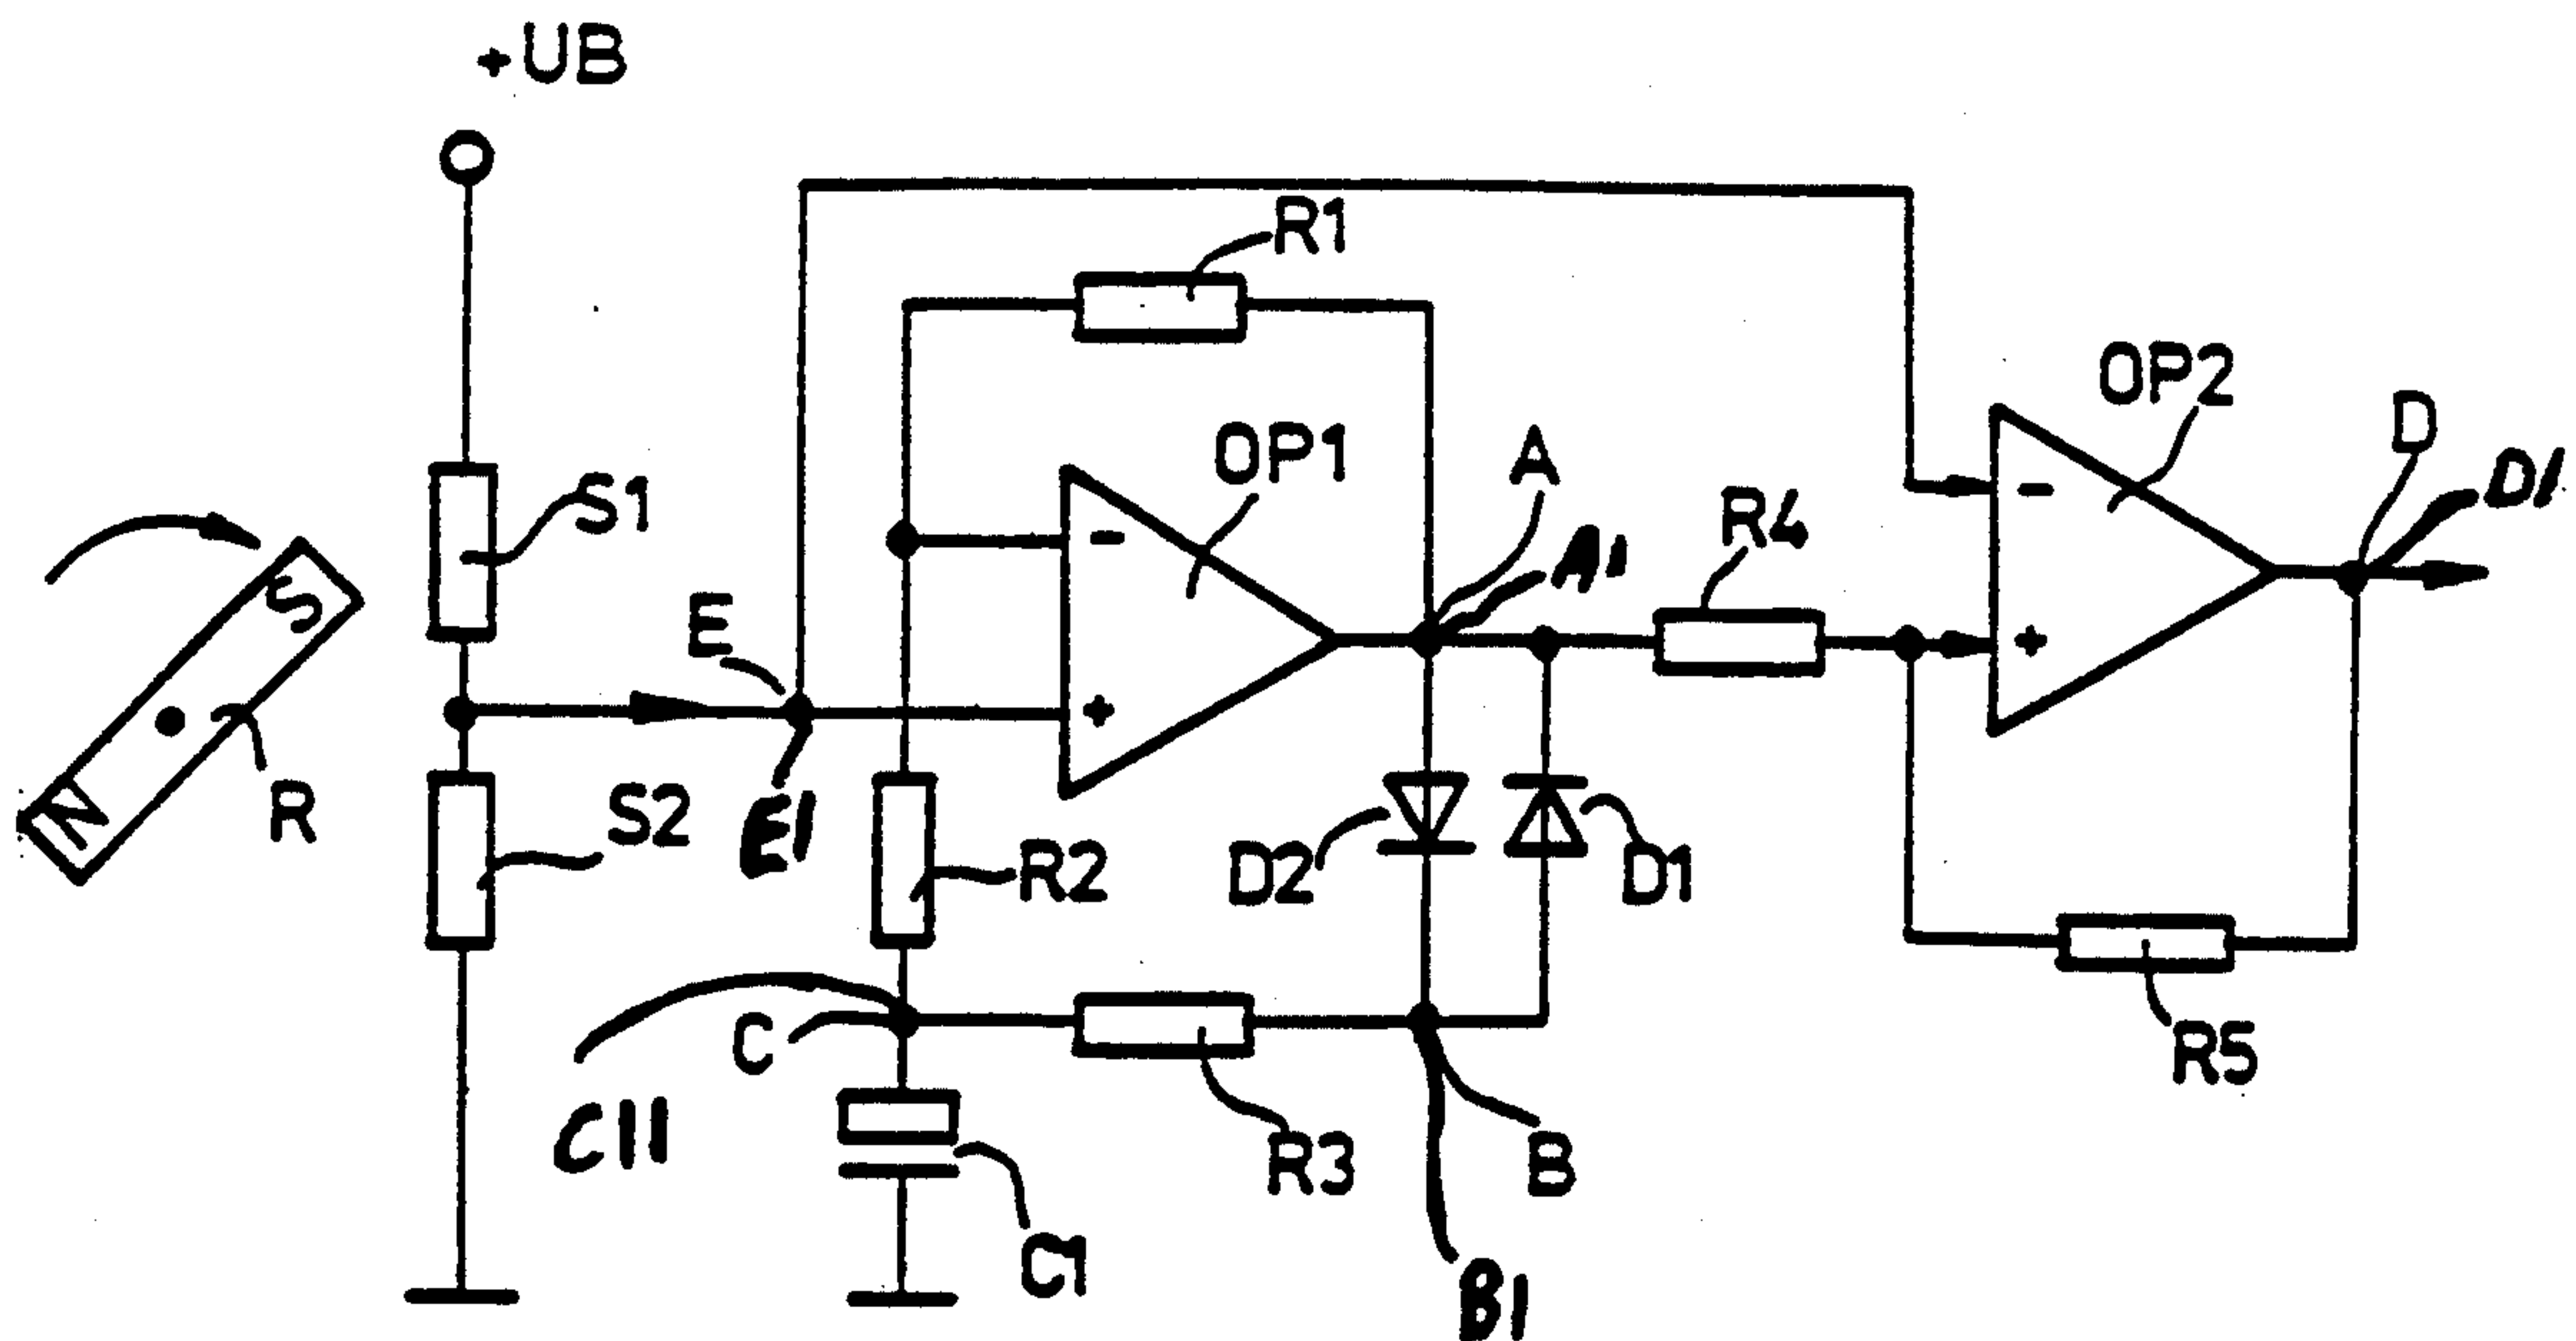 +UB
R1
OP2
D
D1
OP1
A
A1
R4
S1
S
-
-
E
+
+
N
R
S2
E1
R2
D2
D1
R5
C
C11
R3
B
C1
B1